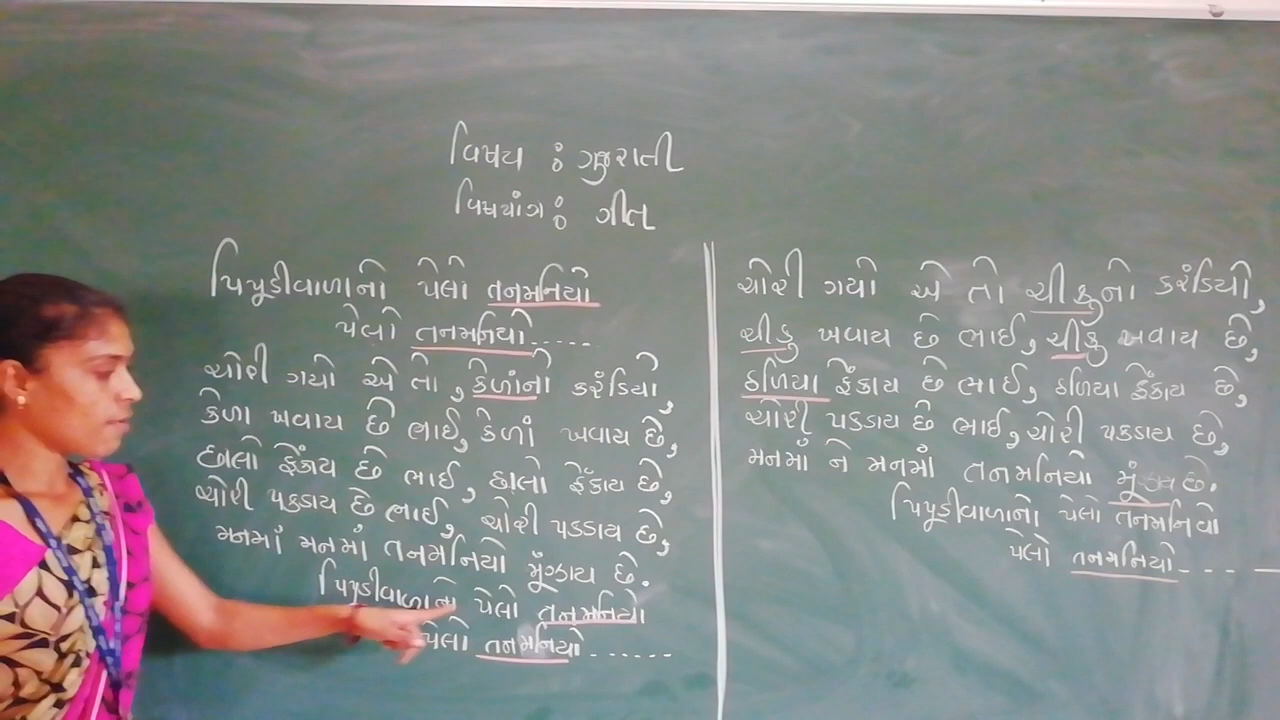 વિષય : ગુજરાતી
વિષયાંગ : ગીત
પિપૂડીવાળાનો પેલો તનમનિયો
પેલો તનમનિયો.....
ચોરી ગયો એ તો, કેળાંનો કરંડિયો,
કેળા ખવાય છે ભાઈ, કેળાં ખવાય છે,
છાલો ફેંકાય છે ભાઈ, છાલો ફેંકાય છે,
ચોરી પકડાય છે ભાઈ, ચોરી પકડાય છે,
મનમાં મનમાં તનમનિયો મૂંઝાય છે.
પિપૂડીવાળાનો પેલો તનમનિયો
પેલો તનમનિયો.......
ચોરી ગયો એ તો ચીકુનો કરંડિયો,
ચીકુ ખવાય છે ભાઈ, ચીકુ ખવાય છે,
ઠળિયા ફેંકાય છે ભાઈ, ઠળિયા ફેંકાય છે,
ચોરી પકડાય છે ભાઈ, ચોરી પકડાય છે,
મનમાં ને મનમાં તનમનિયો મૂંઝાય છે.
પિપૂડીવાળાનો પેલો તનમનિયો
પેલો તનમનિયો.....